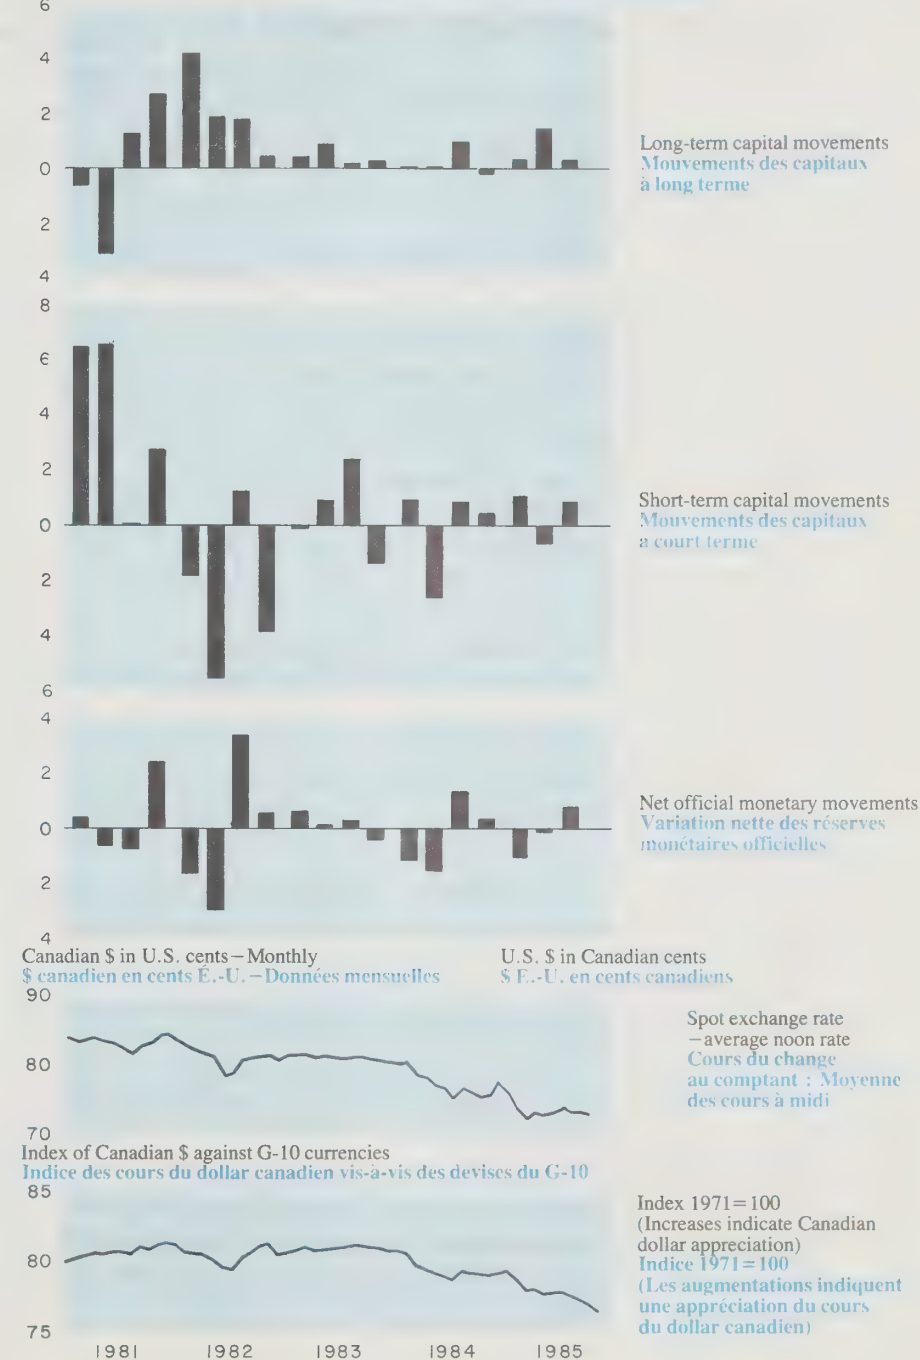 6
4
2
0
2
4
Long-term capital movements
Mouvements des capitaux
à long terme
8
6
4
2
0
2
4
6
Short-term capital movements
Mouvements des capitaux
a court terme
4
2
0
2
4
Net official monetary movements
Variation nette des réserves
monétaires officielles
Canadian $ in U.S. cents—Monthly
$ canadien en cents É.-U.—Données mensuelles
U.S. $ in Canadian cents
$ E.-U. en cents canadiens
90
80
70
Spot exchange rate
—average noon rate
Cours du change
au comptant : Moyenne
des cours à midi
Index of Canadian $ against G-10 currencies
Indice des cours du dollar canadien vis-à-vis des devises du G-10
85
80
75
Index 1971=100
(Increases indicate Canadian
dollar appreciation)
Indice 1971=100
(Les augmentations indiquent
une appréciation du cours
du dollar canadien)
1981 1982 1983 1984 1985